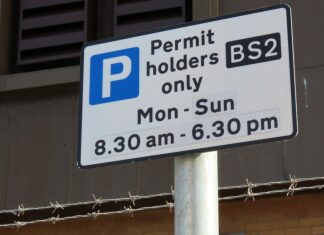 P Permit
holders BS2
only
Mon - Sun
8.30 am - 6.30 pm